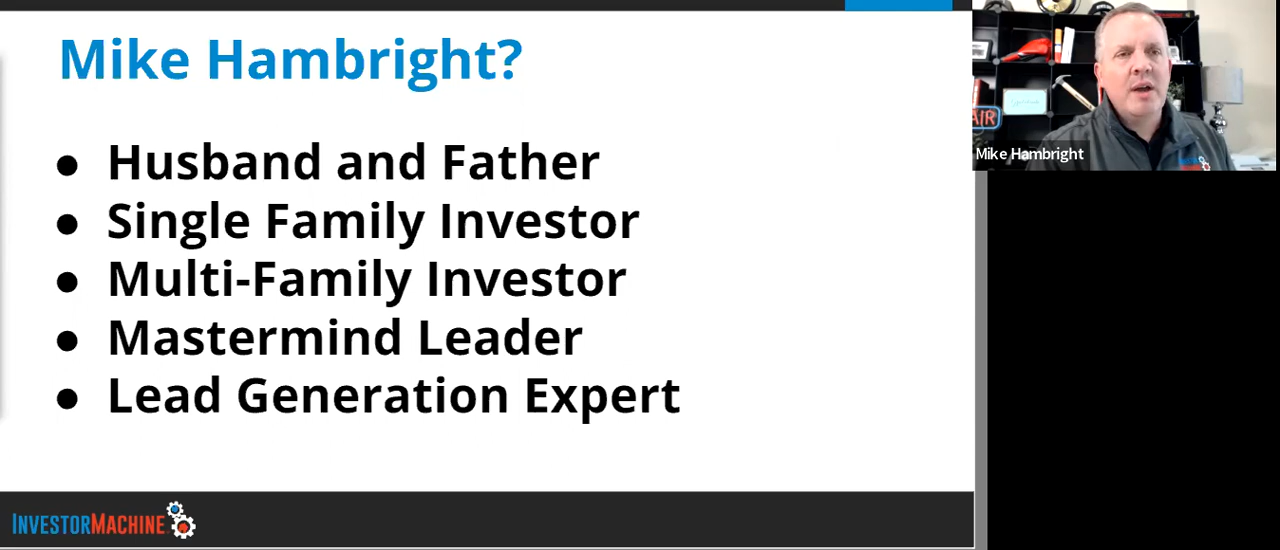 Mike Hambright?
● Husband and Father
● Single Family Investor
● Multi-Family Investor
● Mastermind Leader
● Lead Generation Expert
INVESTORMACHINE
AIR
Mike Hambright